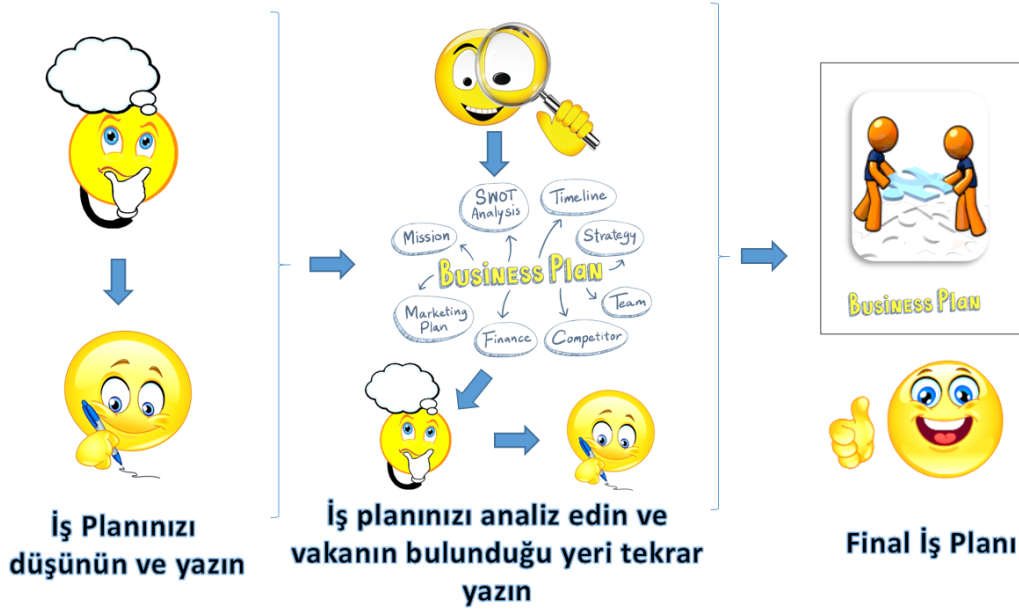 SWOT
Analysis
Timeline
Mission
Strategy
BUSINESS PLAN
Marketing
Plan
Team
Finance
Competitor
BUSINESS PLAN
İş Planınızı
düşünün ve yazın
İş planınızı analiz edin ve
vakanın bulunduğu yeri tekrar
yazın
Final İş Planı